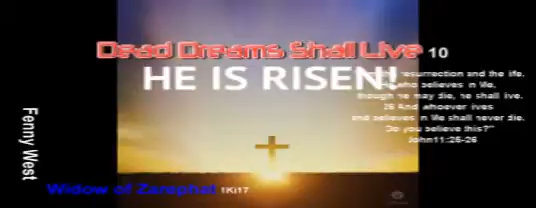 Dead Dreams Shall Live 10
HE IS RISEN!
resurrection and the life.
who believes in Me,
though he may die, he shall live.
26 And whoever lives
and believes in Me shall never die.
Do you believe this?"
John11:25-26
Fenny West
Widow of Zarephat 1Ki17